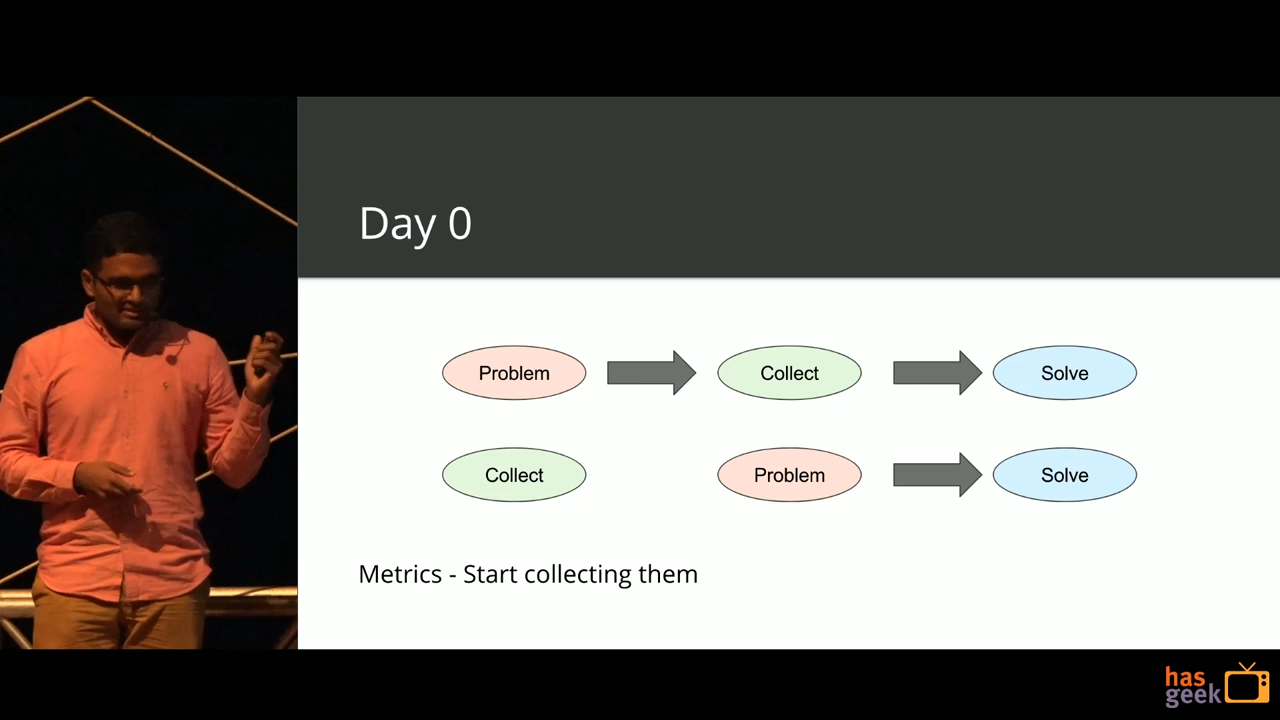 Day 0
Problem
Collect
Solve
Collect
Problem
Solve
Metrics - Start collecting them
has
geek